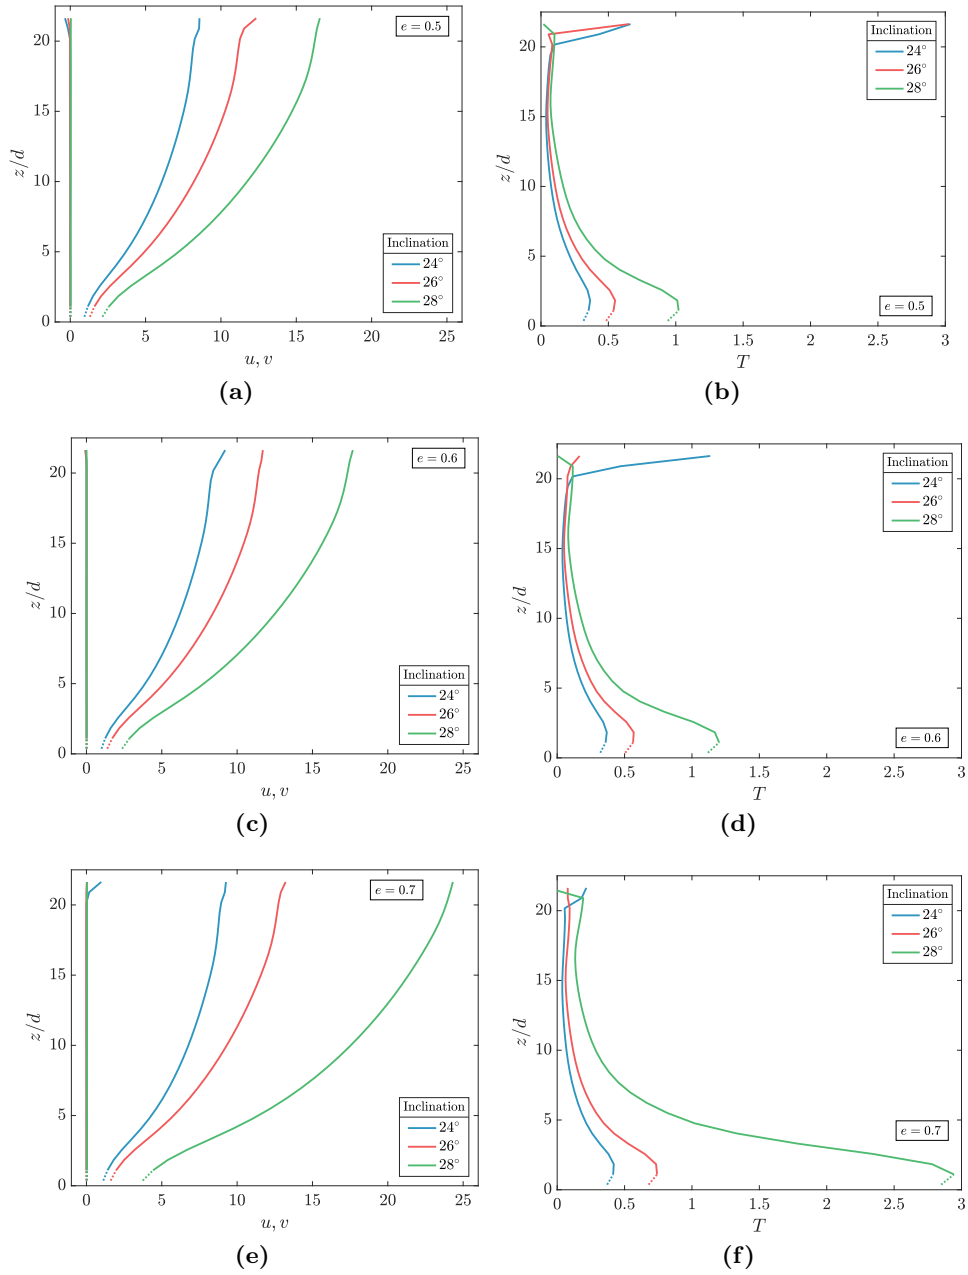 e = 0.5
z/d
20
15
10
5
0
Inclination
24°
26°
28°
0 5 10 15 20 25
u, v
(a)
Inclination
24°
26°
28°
z/d
20
15
10
5
0
e = 0.5
0 0.5 1 1.5 2 2.5 3
T
(b)
e = 0.6
z/d
20
15
10
5
0
Inclination
24°
26°
28°
0 5 10 15 20 25
u, v
(c)
Inclination
24°
26°
28°
z/d
20
15
10
5
0
e = 0.6
0 0.5 1 1.5 2 2.5 3
T
(d)
e = 0.7
z/d
20
15
10
5
0
Inclination
24°
26°
28°
0 5 10 15 20 25
u, v
(e)
Inclination
24°
26°
28°
z/d
20
15
10
5
0
e = 0.7
0 0.5 1 1.5 2 2.5 3
T
(f)